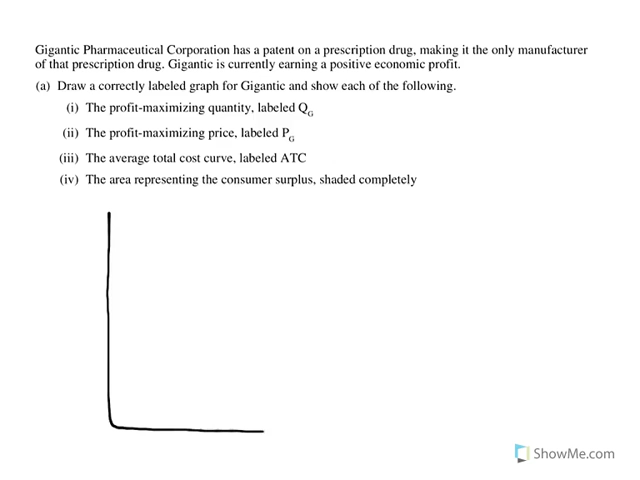 Gigantic Pharmaceutical Corporation has a patent on a prescription drug, making it the only manufacturer
of that prescription drug. Gigantic is currently earning a positive economic profit.
(a) Draw a correctly labeled graph for Gigantic and show each of the following.
(i) The profit-maximizing quantity, labeled Q_G
(ii) The profit-maximizing price, labeled P_G
(iii) The average total cost curve, labeled ATC
(iv) The area representing the consumer surplus, shaded completely
ShowMe.com